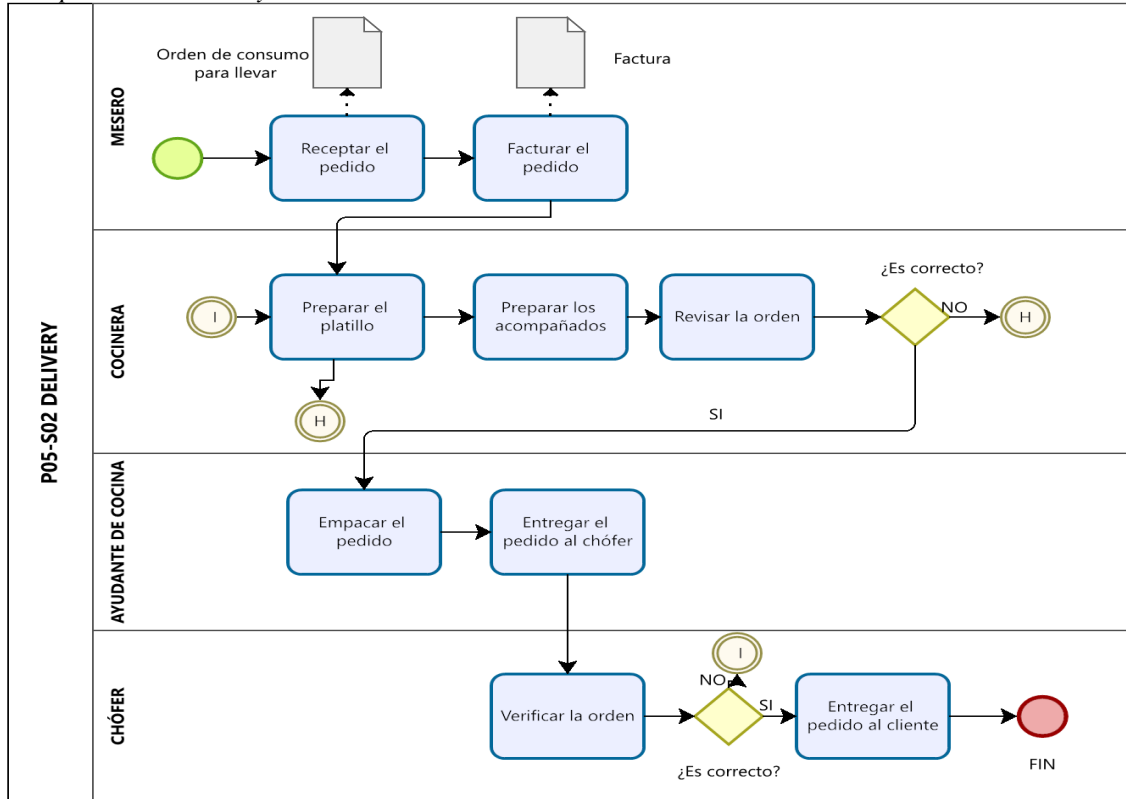 P05-S02 DELIVERY
MESERO
Orden de consumo
para llevar
Factura
Receptar el
pedido
Facturar el
pedido
COCINERA
¿Es correcto?
I
Preparar el
platillo
Preparar los
acompañados
Revisar la orden
NO
H
H
SI
AYUDANTE DE COCINA
Empacar el
pedido
Entregar el
pedido al chófer
CHÓFER
I
NO
Verificar la orden
SI
Entregar el
pedido al cliente
¿Es correcto?
FIN